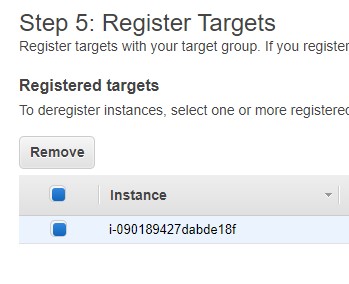 Step 5: Register Targets
Register targets with your target group. If you register
Registered targets
To deregister instances, select one or more registered
Remove
Instance
i-090189427dabde18f